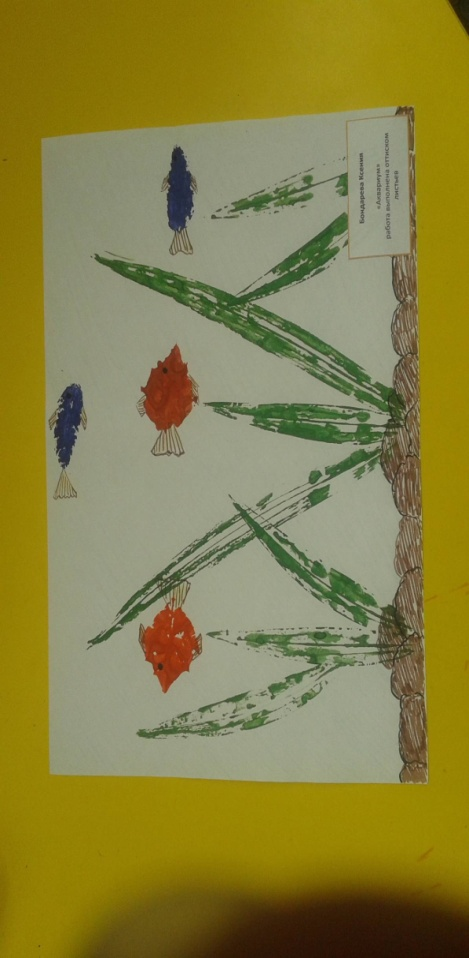 Бондарева Ксения
«Аквариум»
работа выполнена оттиском
листьев